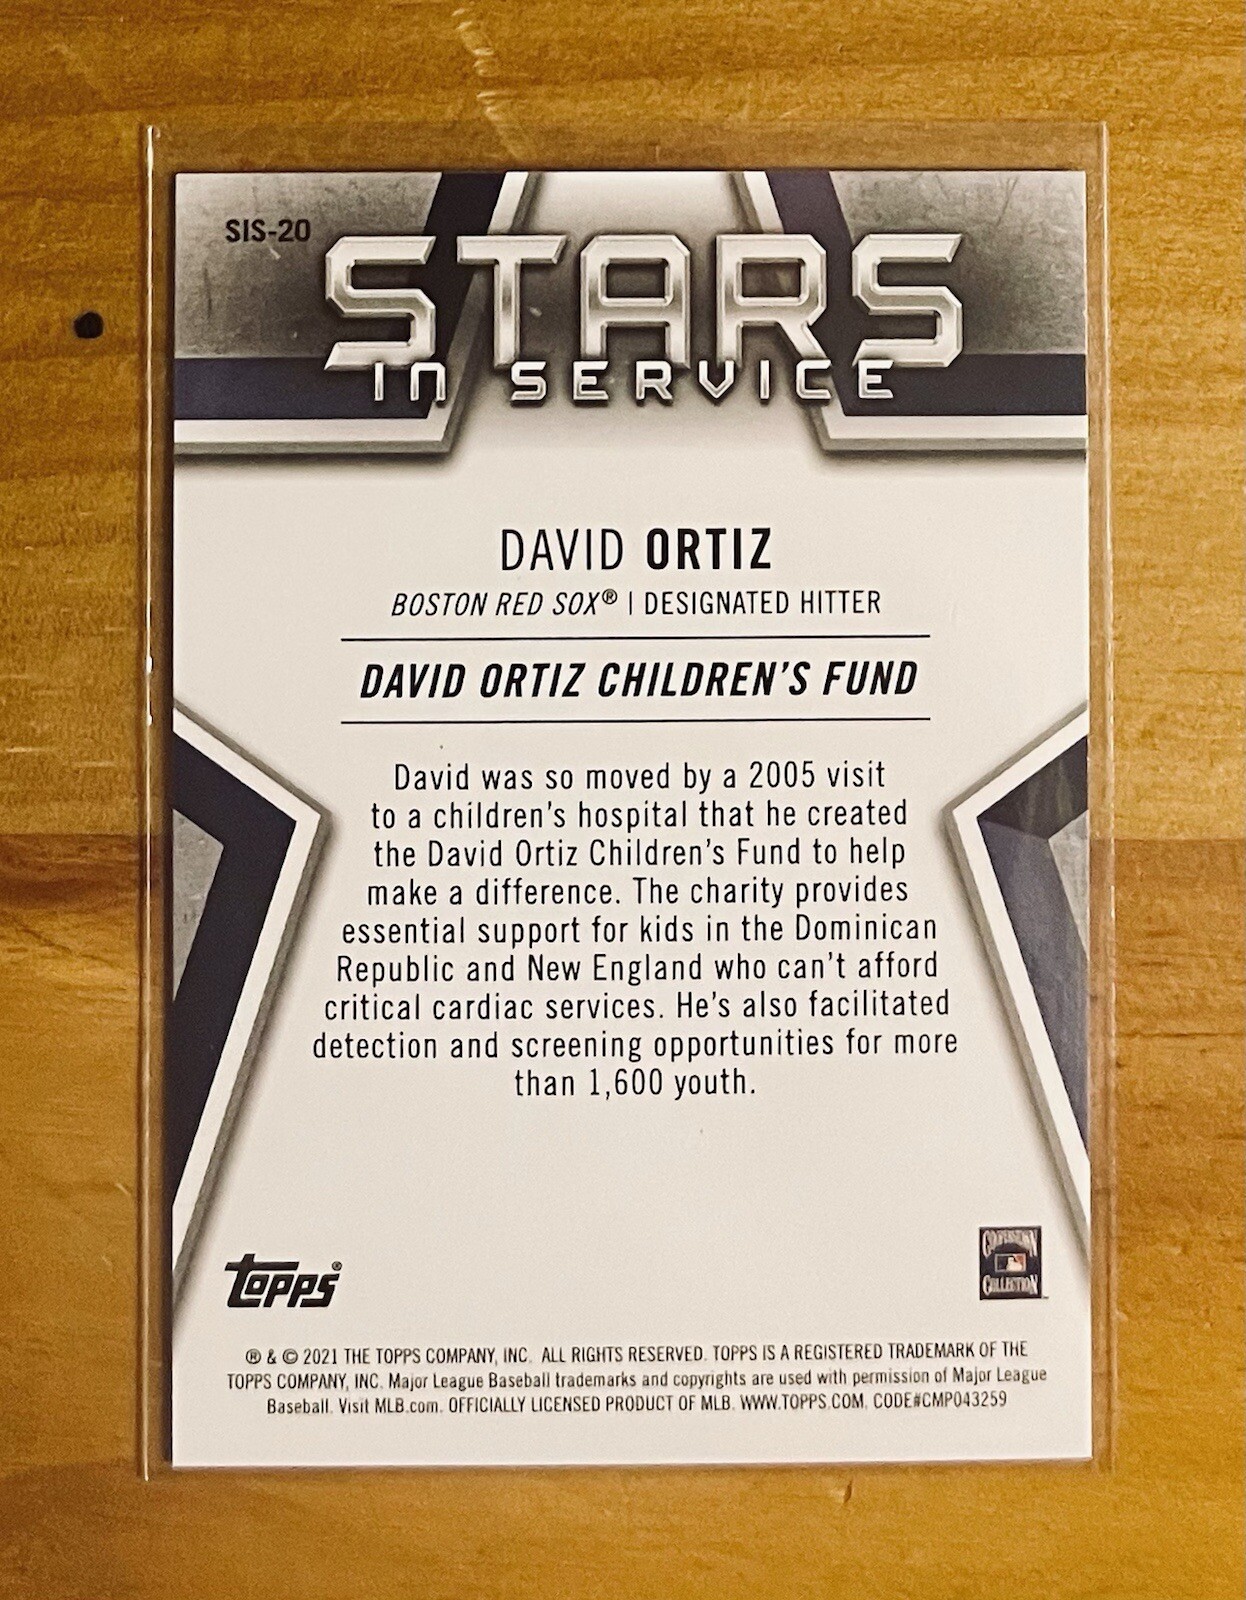 SIS-20
STARS
IN SERVICE
DAVID ORTIZ
BOSTON RED SOX® | DESIGNATED HITTER
DAVID ORTIZ CHILDREN'S FUND
David was so moved by a 2005 visit
to a children's hospital that he created
the David Ortiz Children's Fund to help
make a difference. The charity provides
essential support for kids in the Dominican
Republic and New England who can't afford
critical cardiac services. He's also facilitated
detection and screening opportunities for more
than 1,600 youth.
topps®
COLLECTION
® & © 2021 THE TOPPS COMPANY, INC. ALL RIGHTS RESERVED. TOPPS IS A REGISTERED TRADEMARK OF THE
TOPPS COMPANY, INC. Major League Baseball trademarks and copyrights are used with permission of Major League
Baseball. Visit MLB.com. OFFICIALLY LICENSED PRODUCT OF MLB. WWW.TOPPS.COM. CODE#CMP043259